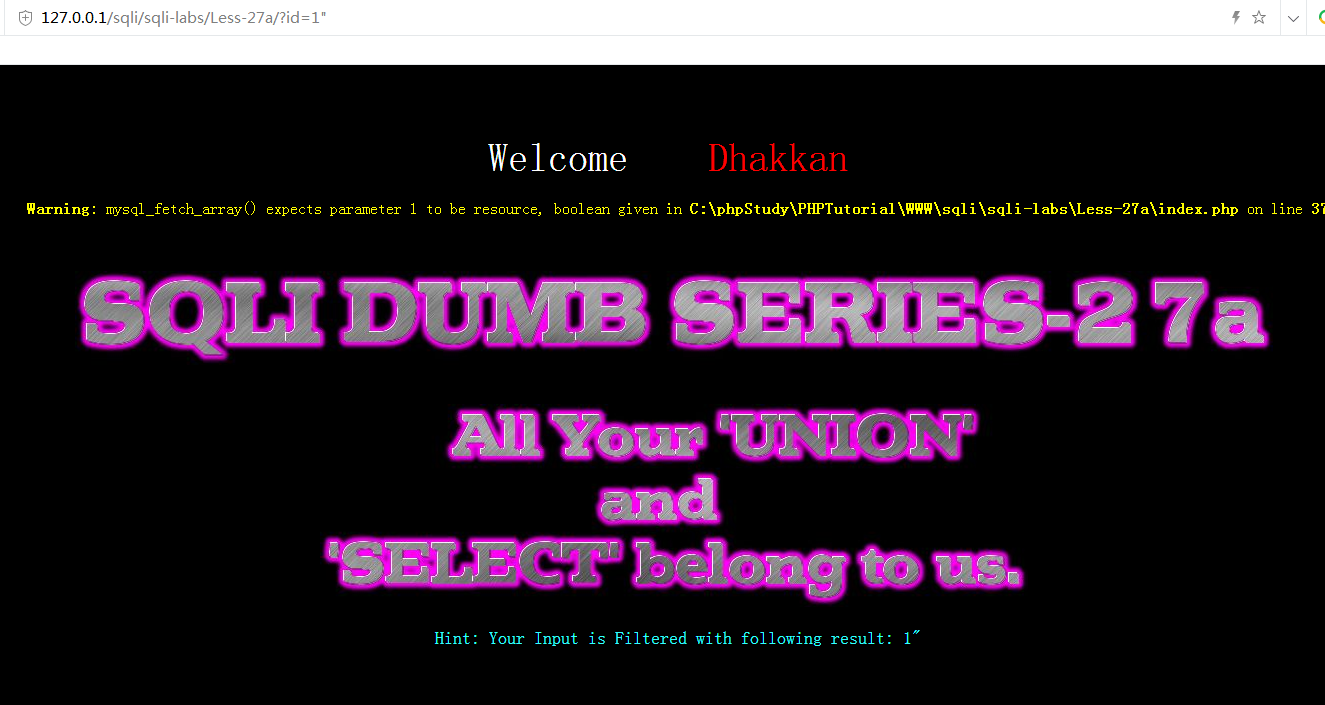 127.0.0.1/sqli/sqli-labs/Less-27a/?id=1"
Welcome Dhakkan
Warning: mysql_fetch_array() expects parameter 1 to be resource, boolean given in C:\phpStudy\PHPTutorial\WWW\sqli\sqli-labs\Less-27a\index.php on line 37
SQLI DUMB SERIES-27a
All Your 'UNION'
and
'SELECT' belong to us.
Hint: Your Input is Filtered with following result: 1"